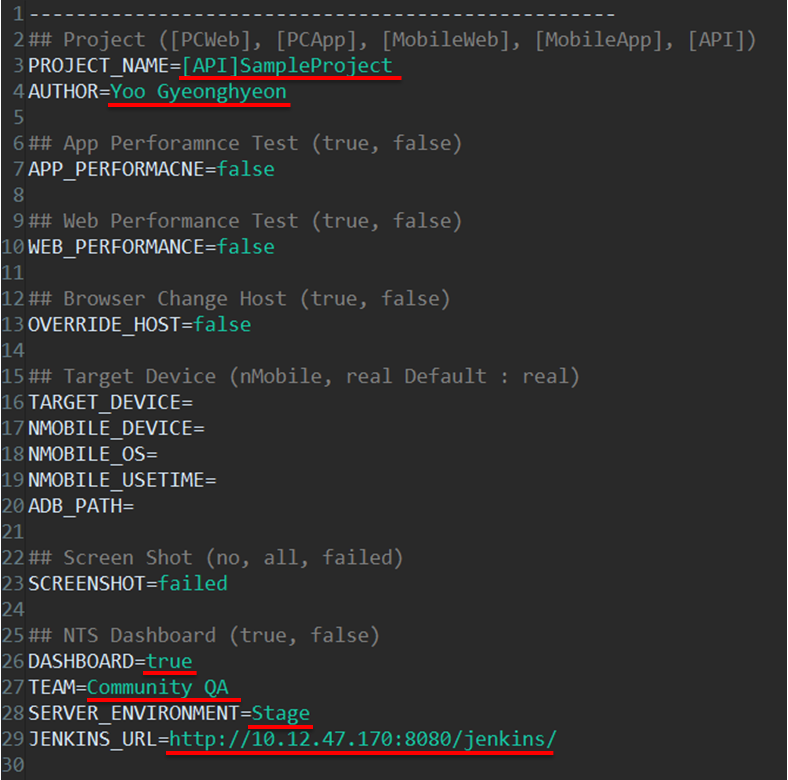 1 -------------------------------------------------
2 ## Project ([PCWeb], [PCApp], [MobileWeb], [MobileApp], [API])
3 PROJECT_NAME=[API]SampleProject
4 AUTHOR=Yoo Gyeonghyeon
5
6 ## App Perforamnce Test (true, false)
7 APP_PERFORMACNE=false
8
9 ## Web Performance Test (true, false)
10 WEB_PERFORMANCE=false
11
12 ## Browser Change Host (true, false)
13 OVERRIDE_HOST=false
14
15 ## Target Device (nMobile, real Default : real)
16 TARGET_DEVICE=
17 NMOBILE_DEVICE=
18 NMOBILE_OS=
19 NMOBILE_USETIME=
20 ADB_PATH=
21
22 ## Screen Shot (no, all, failed)
23 SCREENSHOT=failed
24
25 ## NTS Dashboard (true, false)
26 DASHBOARD=true
27 TEAM=Community QA
28 SERVER_ENVIRONMENT=Stage
29 JENKINS_URL=http://10.12.47.170:8080/jenkins/
30